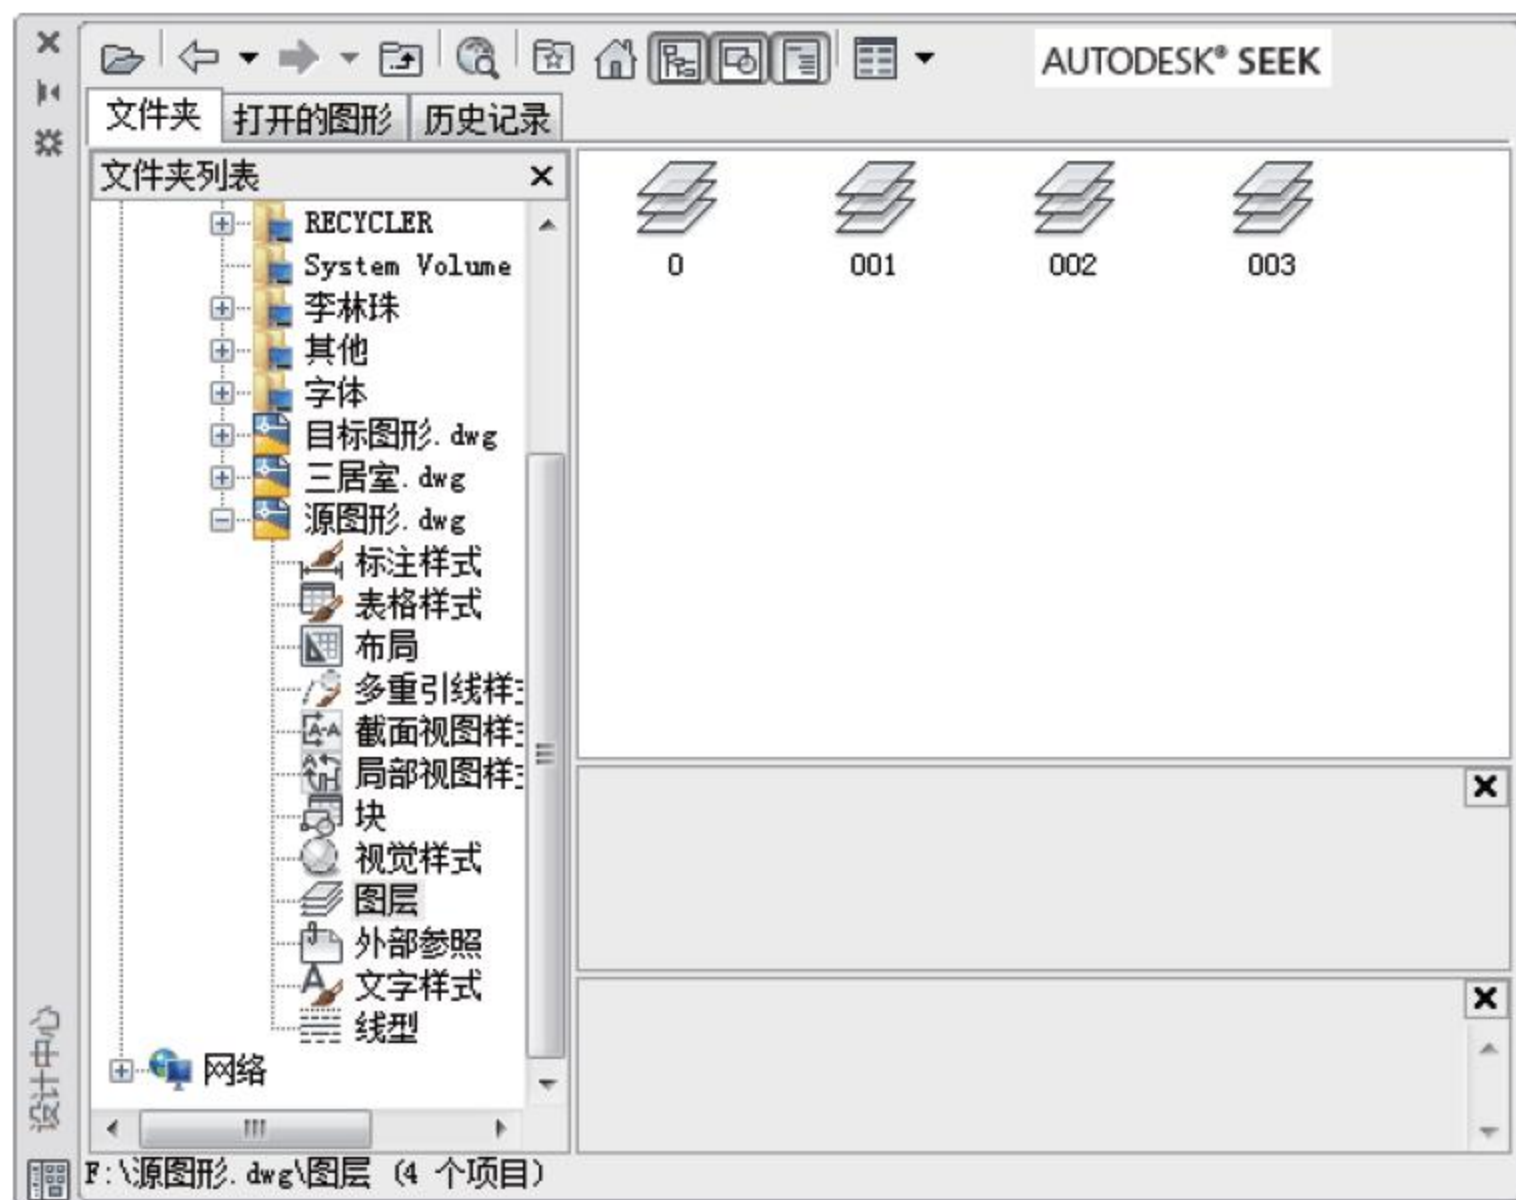 AUTODESK® SEEK
文件夹 打开的图形 历史记录
文件夹列表
RECYCLER
System Volume
李林珠
其他
字体
目标图形.dwg
三居室.dwg
源图形.dwg
标注样式
表格样式
布局
多重引线样
截面视图样
局部视图样
块
视觉样式
图层
外部参照
文字样式
线型
网络
0 001 002 003
设计中心
F:\源图形.dwg\图层 (4 个项目)